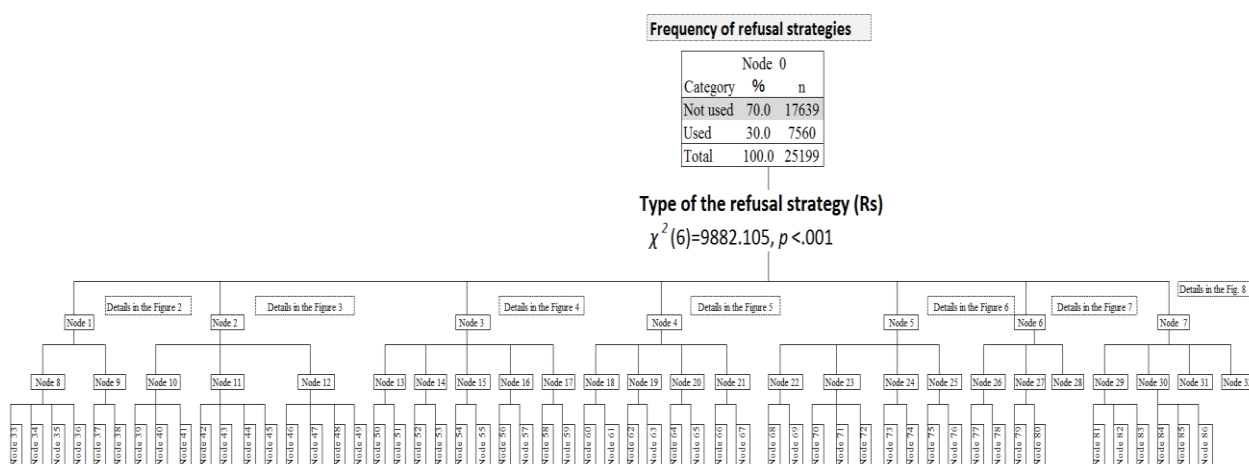 Frequency of refusal strategies
Node 0
Category % n
Not used 70.0 17639
Used 30.0 7560
Total 100.0 25199
Type of the refusal strategy (Rs)
χ² (6)=9882.105, p <.001
Details in the Figure 2
Details in the Figure 3
Details in the Figure 4
Details in the Figure 5
Details in the Figure 6
Details in the Figure 7
Details in the Fig. 8
Node 1
Node 2
Node 3
Node 4
Node 5
Node 6
Node 7
Node 8
Node 9
Node 10
Node 11
Node 12
Node 13
Node 14
Node 15
Node 16
Node 17
Node 18
Node 19
Node 20
Node 21
Node 22
Node 23
Node 24
Node 25
Node 26
Node 27
Node 28
Node 29
Node 30
Node 31
Node 32
Node 33
Node 34
Node 35
Node 36
Node 37
Node 38
Node 39
Node 40
Node 41
Node 42
Node 43
Node 44
Node 45
Node 46
Node 47
Node 48
Node 49
Node 50
Node 51
Node 52
Node 53
Node 54
Node 55
Node 56
Node 57
Node 58
Node 59
Node 60
Node 61
Node 62
Node 63
Node 64
Node 65
Node 66
Node 67
Node 68
Node 69
Node 70
Node 71
Node 72
Node 73
Node 74
Node 75
Node 76
Node 77
Node 78
Node 79
Node 80
Node 81
Node 82
Node 83
Node 84
Node 85
Node 86